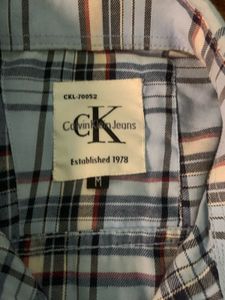 CKL-70052
CK
Calvin Klein Jeans
Established 1978
M